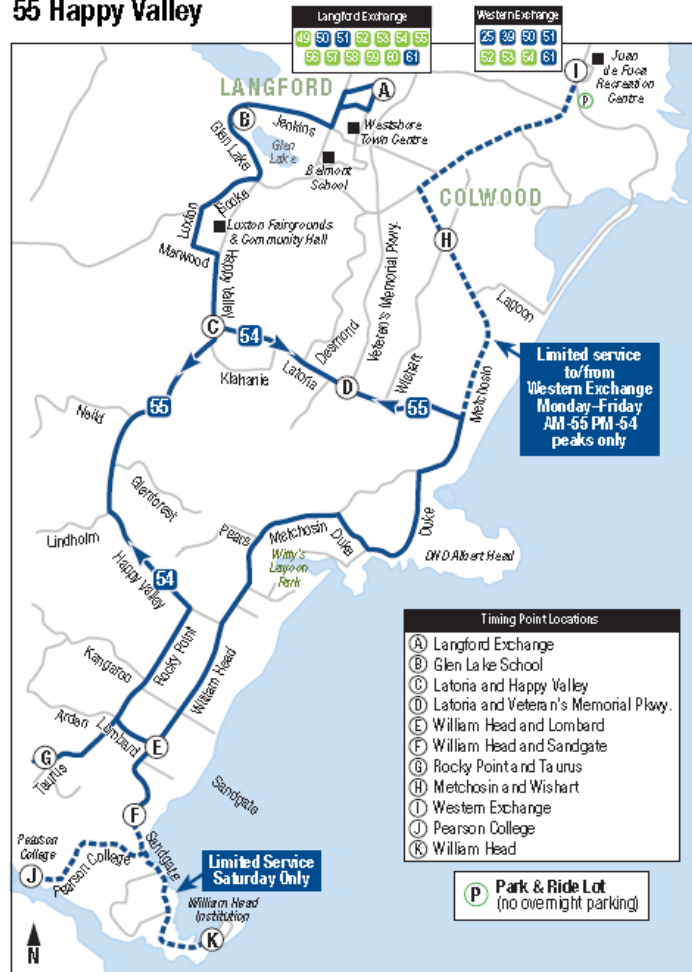 55 Happy Valley
Langford Exchange
49 50 51 52 53 54 55
56 57 58 59 60 61
Western Exchange
25 39 50 51
52 53 54 61
I
Juan
de Fuca
Recreation
Centre
P
LANGFORD
A
B
Jenkins
Westshore
Town Centre
Glen Lake
Glen
Lake
Belmont
School
COLWOOD
Sooke
Luxton
Luxton Fairgrounds
& Community Hall
Marwood
Happy Valley
Veteran's Memorial Pkwy.
H
Lagoon
C
54
Desmond
Latoria
Klahanie
D
Wishart
55
Metchosin
Limited service
to/from
Western Exchange
Monday–Friday
AM-55 PM-54
peaks only
55
Neild
Glenforest
Lindholm
Pears
Metchosin
Duke
Duke
DND Albert Head
Witty's
Lagoon
Park
54
Happy Valley
Rocky Point
William Head
Kangaroo
Arden
Lombard
E
G
Taurus
F
Sandgate
Sandgate
Pearson
College
Pearson College
J
Limited Service
Saturday Only
William Head
Institution
K
N
Timing Point Locations
A Langford Exchange
B Glen Lake School
C Latoria and Happy Valley
D Latoria and Veteran's Memorial Pkwy.
E William Head and Lombard
F William Head and Sandgate
G Rocky Point and Taurus
H Metchosin and Wishart
I Western Exchange
J Pearson College
K William Head
P Park & Ride Lot
(no overnight parking)